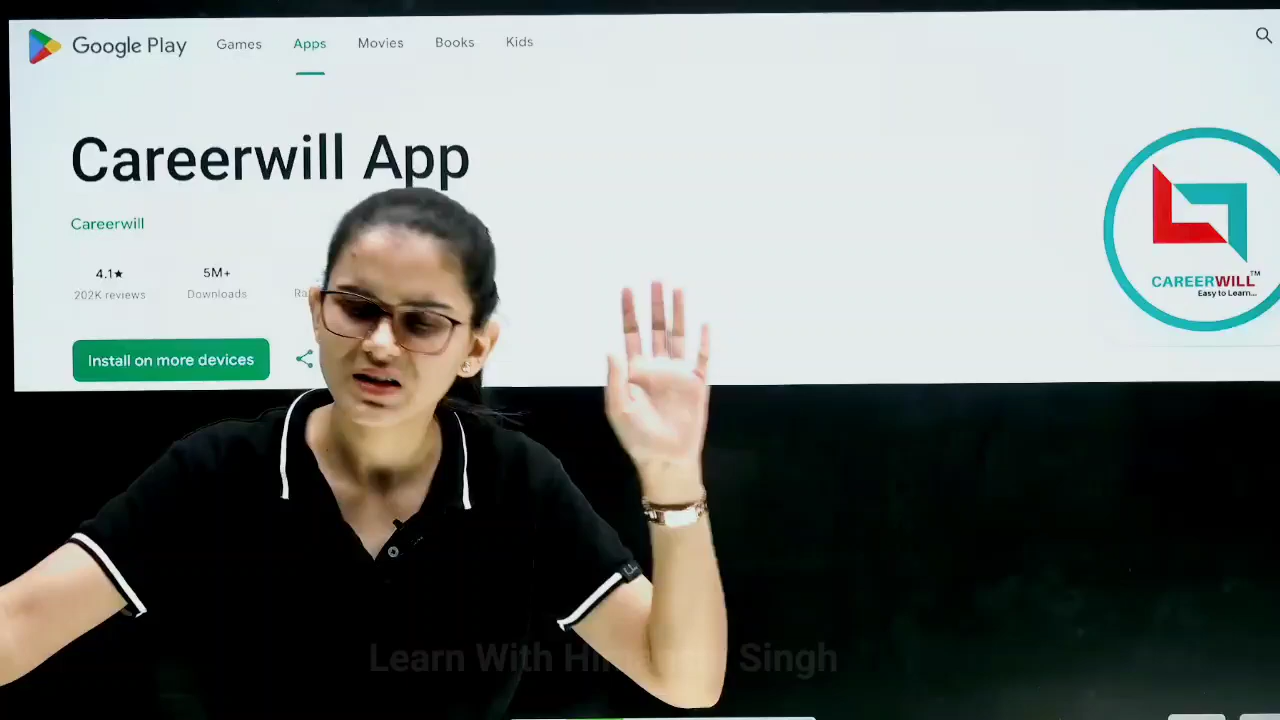 Google Play Games Apps Movies Books Kids
Careerwill App
Careerwill
4.1★ 5M+
202K reviews Downloads
Install on more devices
CAREERWILL™
Easy to Learn...
Learn With Singh